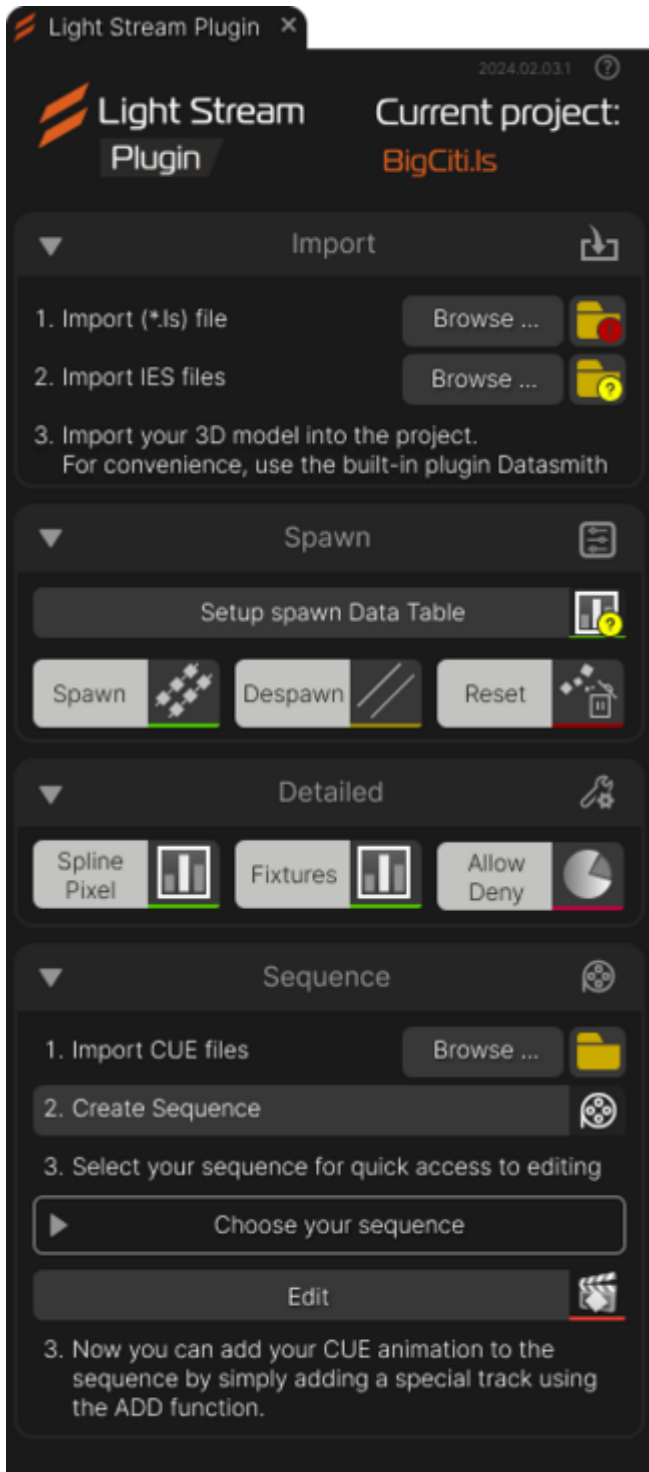 Light Stream Plugin ×
2024.02.03.1 ?
Light Stream
Plugin
Current project:
BigCiti.ls
Import
1. Import (*.ls) file
Browse ...
!
2. Import IES files
Browse ...
?
3. Import your 3D model into the project.
For convenience, use the built-in plugin Datasmith
Spawn
Setup spawn Data Table
?
Spawn
Despawn
Reset
Detailed
Spline
Pixel
Fixtures
Allow
Deny
Sequence
1. Import CUE files
Browse ...
2. Create Sequence
3. Select your sequence for quick access to editing
Choose your sequence
Edit
3. Now you can add your CUE animation to the
sequence by simply adding a special track using
the ADD function.